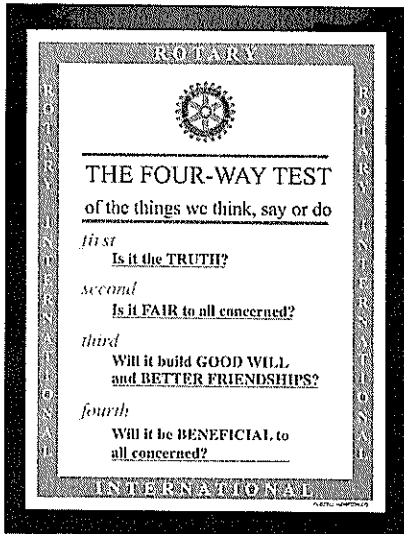 ROTARY
ROTARY INTERNATIONAL
ROTARY INTERNATIONAL
THE FOUR-WAY TEST
of the things we think, say or do
first
Is it the TRUTH?
second
Is it FAIR to all concerned?
third
Will it build GOOD WILL
and BETTER FRIENDSHIPS?
fourth
Will it be BENEFICIAL to
all concerned?
INTERNATIONAL